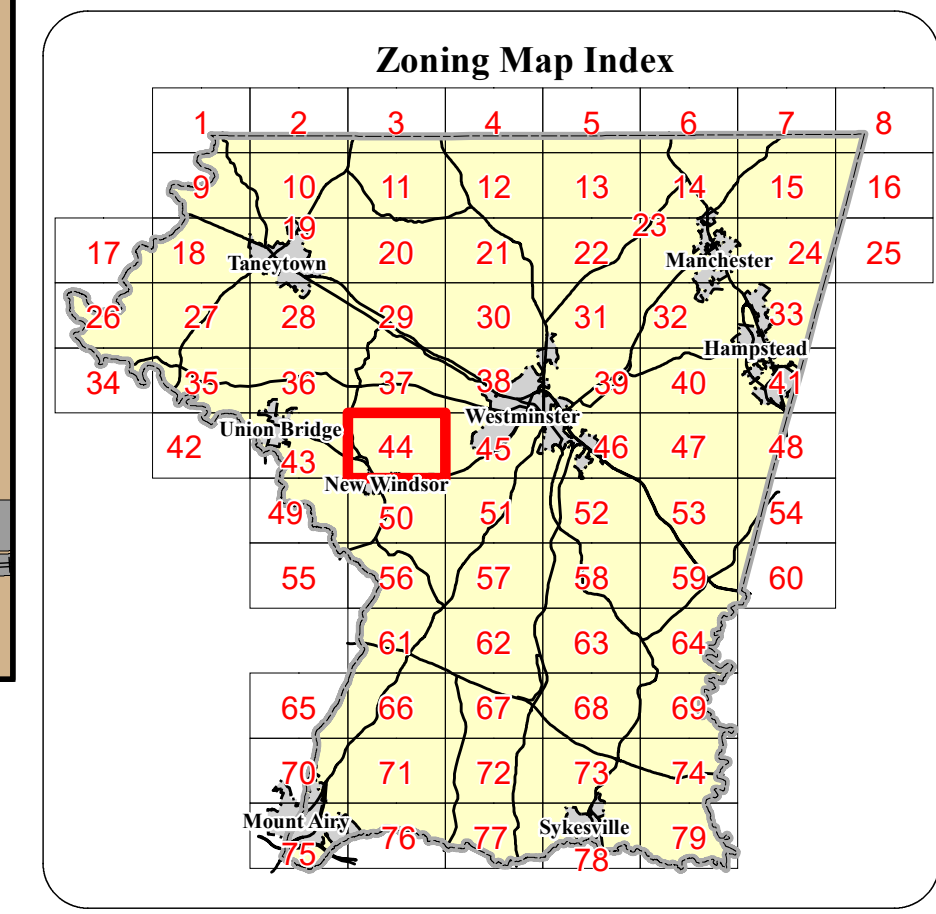 Zoning Map Index
1 2 3 4 5 6 7 8
9 10 11 12 13 14 15 16
17 18 19 20 21 22 23 24 25
Taneytown
Manchester
26 27 28 29 30 31 32 33
Hampstead
34 35 36 37 38 39 40 41
Westminster
Union Bridge
42 43 44 45 46 47 48
New Windsor
49 50 51 52 53 54
55 56 57 58 59 60
61 62 63 64
65 66 67 68 69
70 71 72 73 74
Mount Airy
Sykesville
75 76 77 78 79